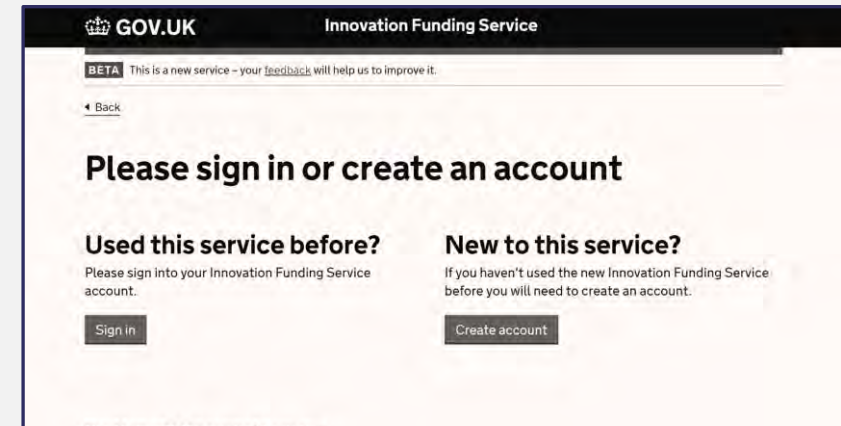 GOV.UK
Innovation Funding Service
BETA This is a new service – your feedback will help us to improve it.
Back
Please sign in or create an account
Used this service before?
Please sign into your Innovation Funding Service
account.
Sign in
New to this service?
If you haven't used the new Innovation Funding Service
before you will need to create an account.
Create account